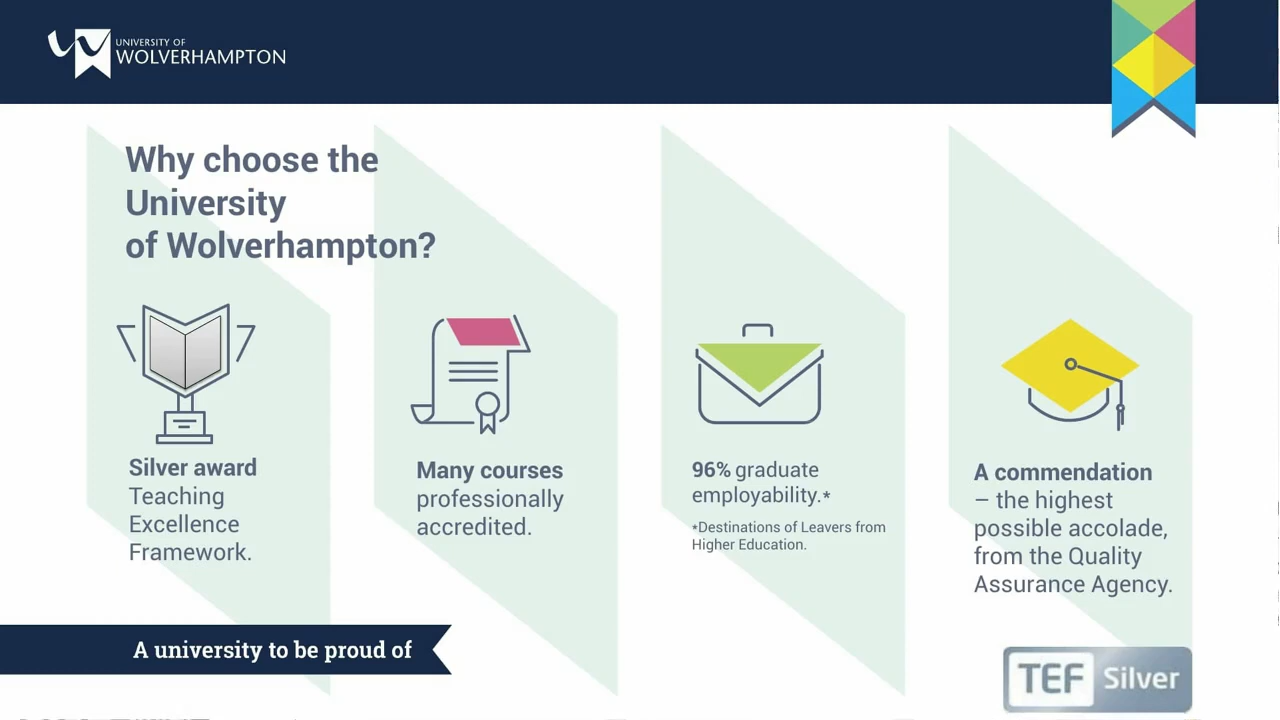 UNIVERSITY OF
WOLVERHAMPTON
Why choose the
University
of Wolverhampton?
Silver award
Teaching
Excellence
Framework.
Many courses
professionally
accredited.
96% graduate
employability.*
*Destinations of Leavers from
Higher Education.
A commendation
– the highest
possible accolade,
from the Quality
Assurance Agency.
A university to be proud of
TEF Silver